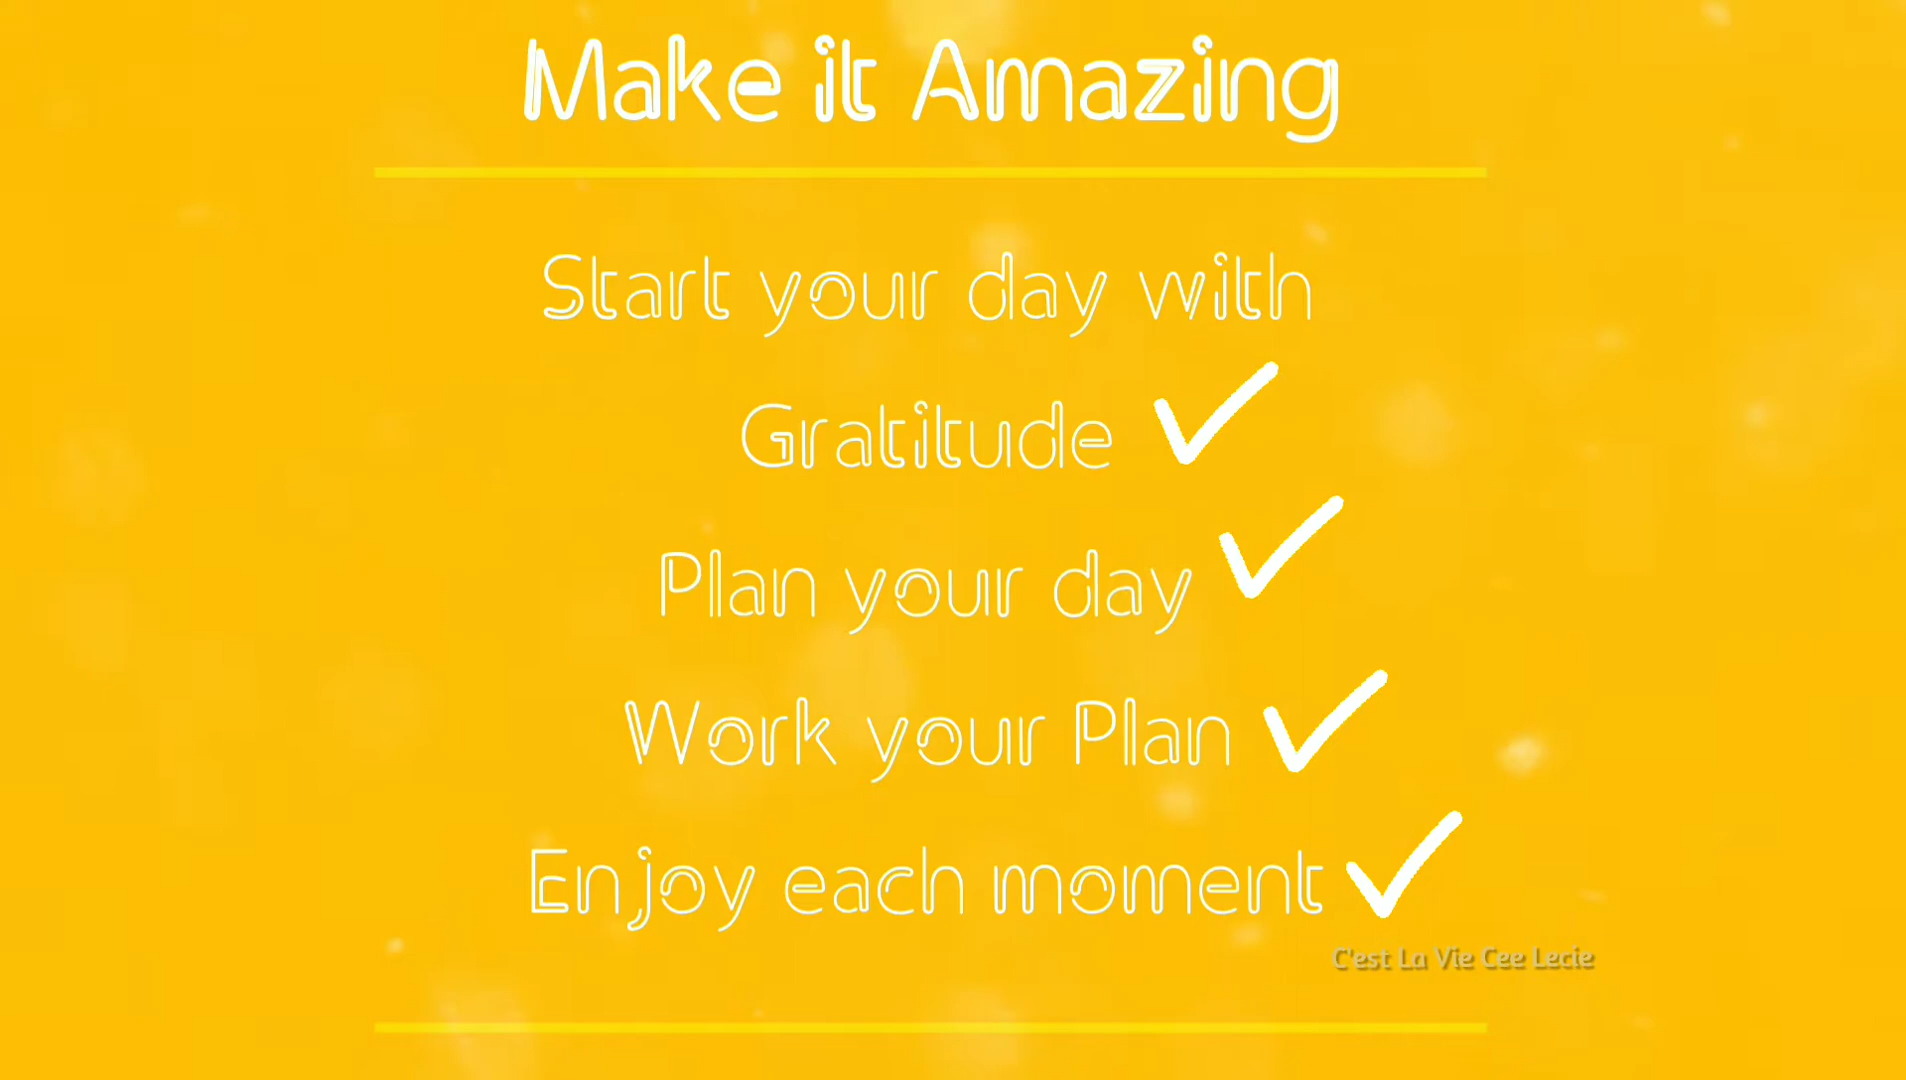 Make it Amazing
Start your day with
Gratitude
Plan your day
Work your Plan
Enjoy each moment
C'est La Vie Cee Lecie